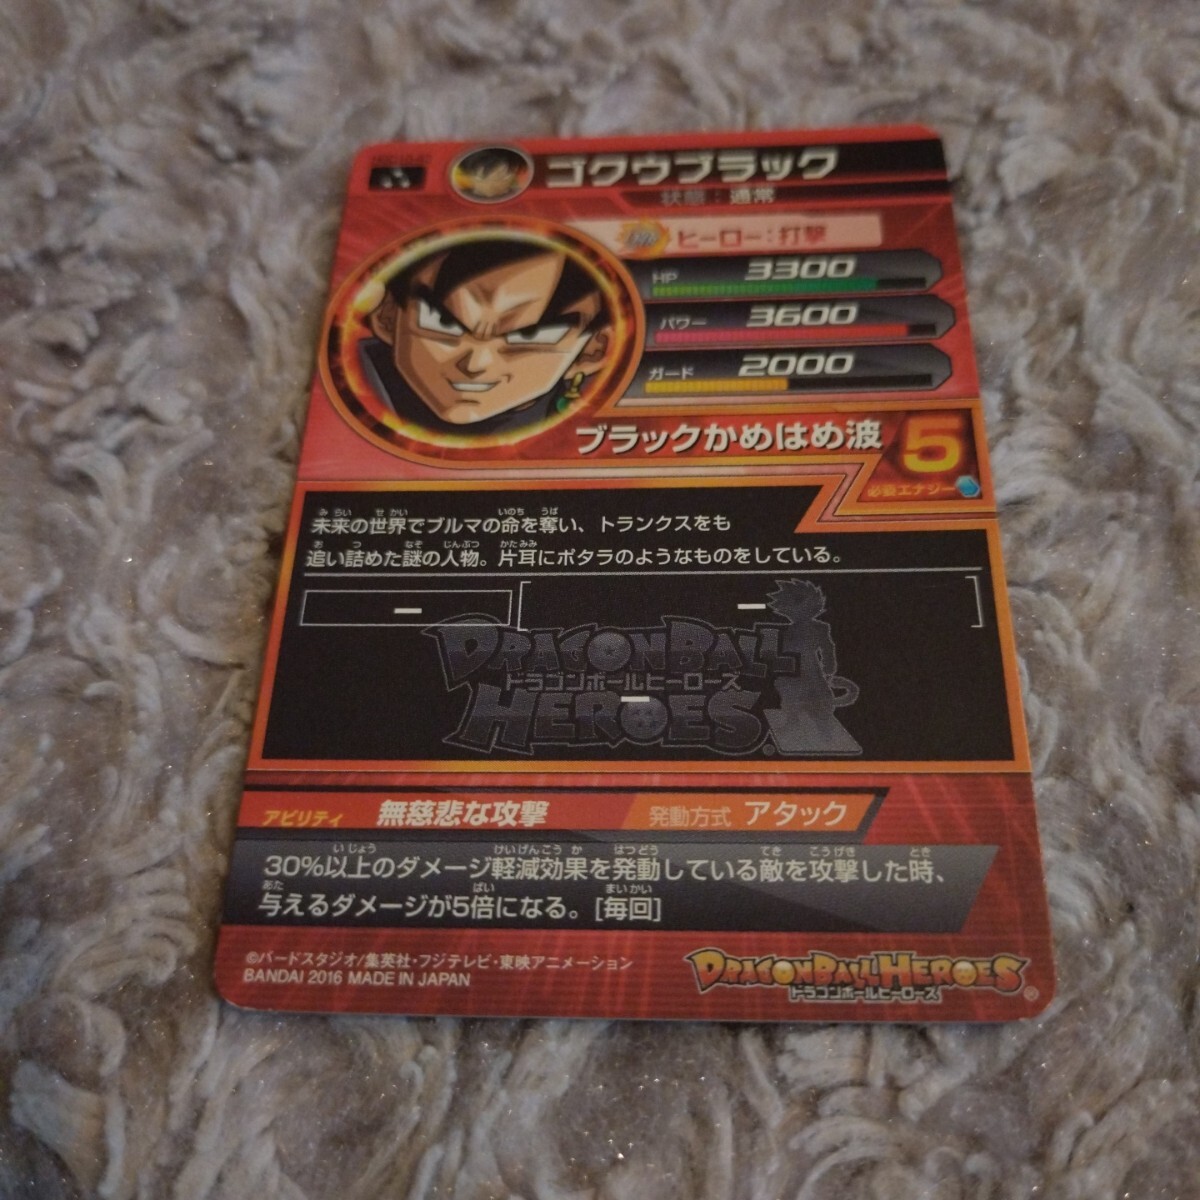 ゴクウブラック
状態：通常
ヒーロー：打撃
HP 3300
パワー 3600
ガード 2000
ブラックかめはめ波 5
必要エナジー
未来の世界でブルマの命を奪い、トランクスをも
追い詰めた謎の人物。片耳にポタラのようなものをしている。
DRAGON BALL
ドラゴンボールヒーローズ
HEROES
アビリティ 無慈悲な攻撃 発動方式 アタック
30%以上のダメージ軽減効果を発動している敵を攻撃した時、
与えるダメージが5倍になる。[毎回]
©バードスタジオ/集英社・フジテレビ・東映アニメーション
BANDAI 2016 MADE IN JAPAN
DRAGON BALL HEROES
ドラゴンボールヒーローズ